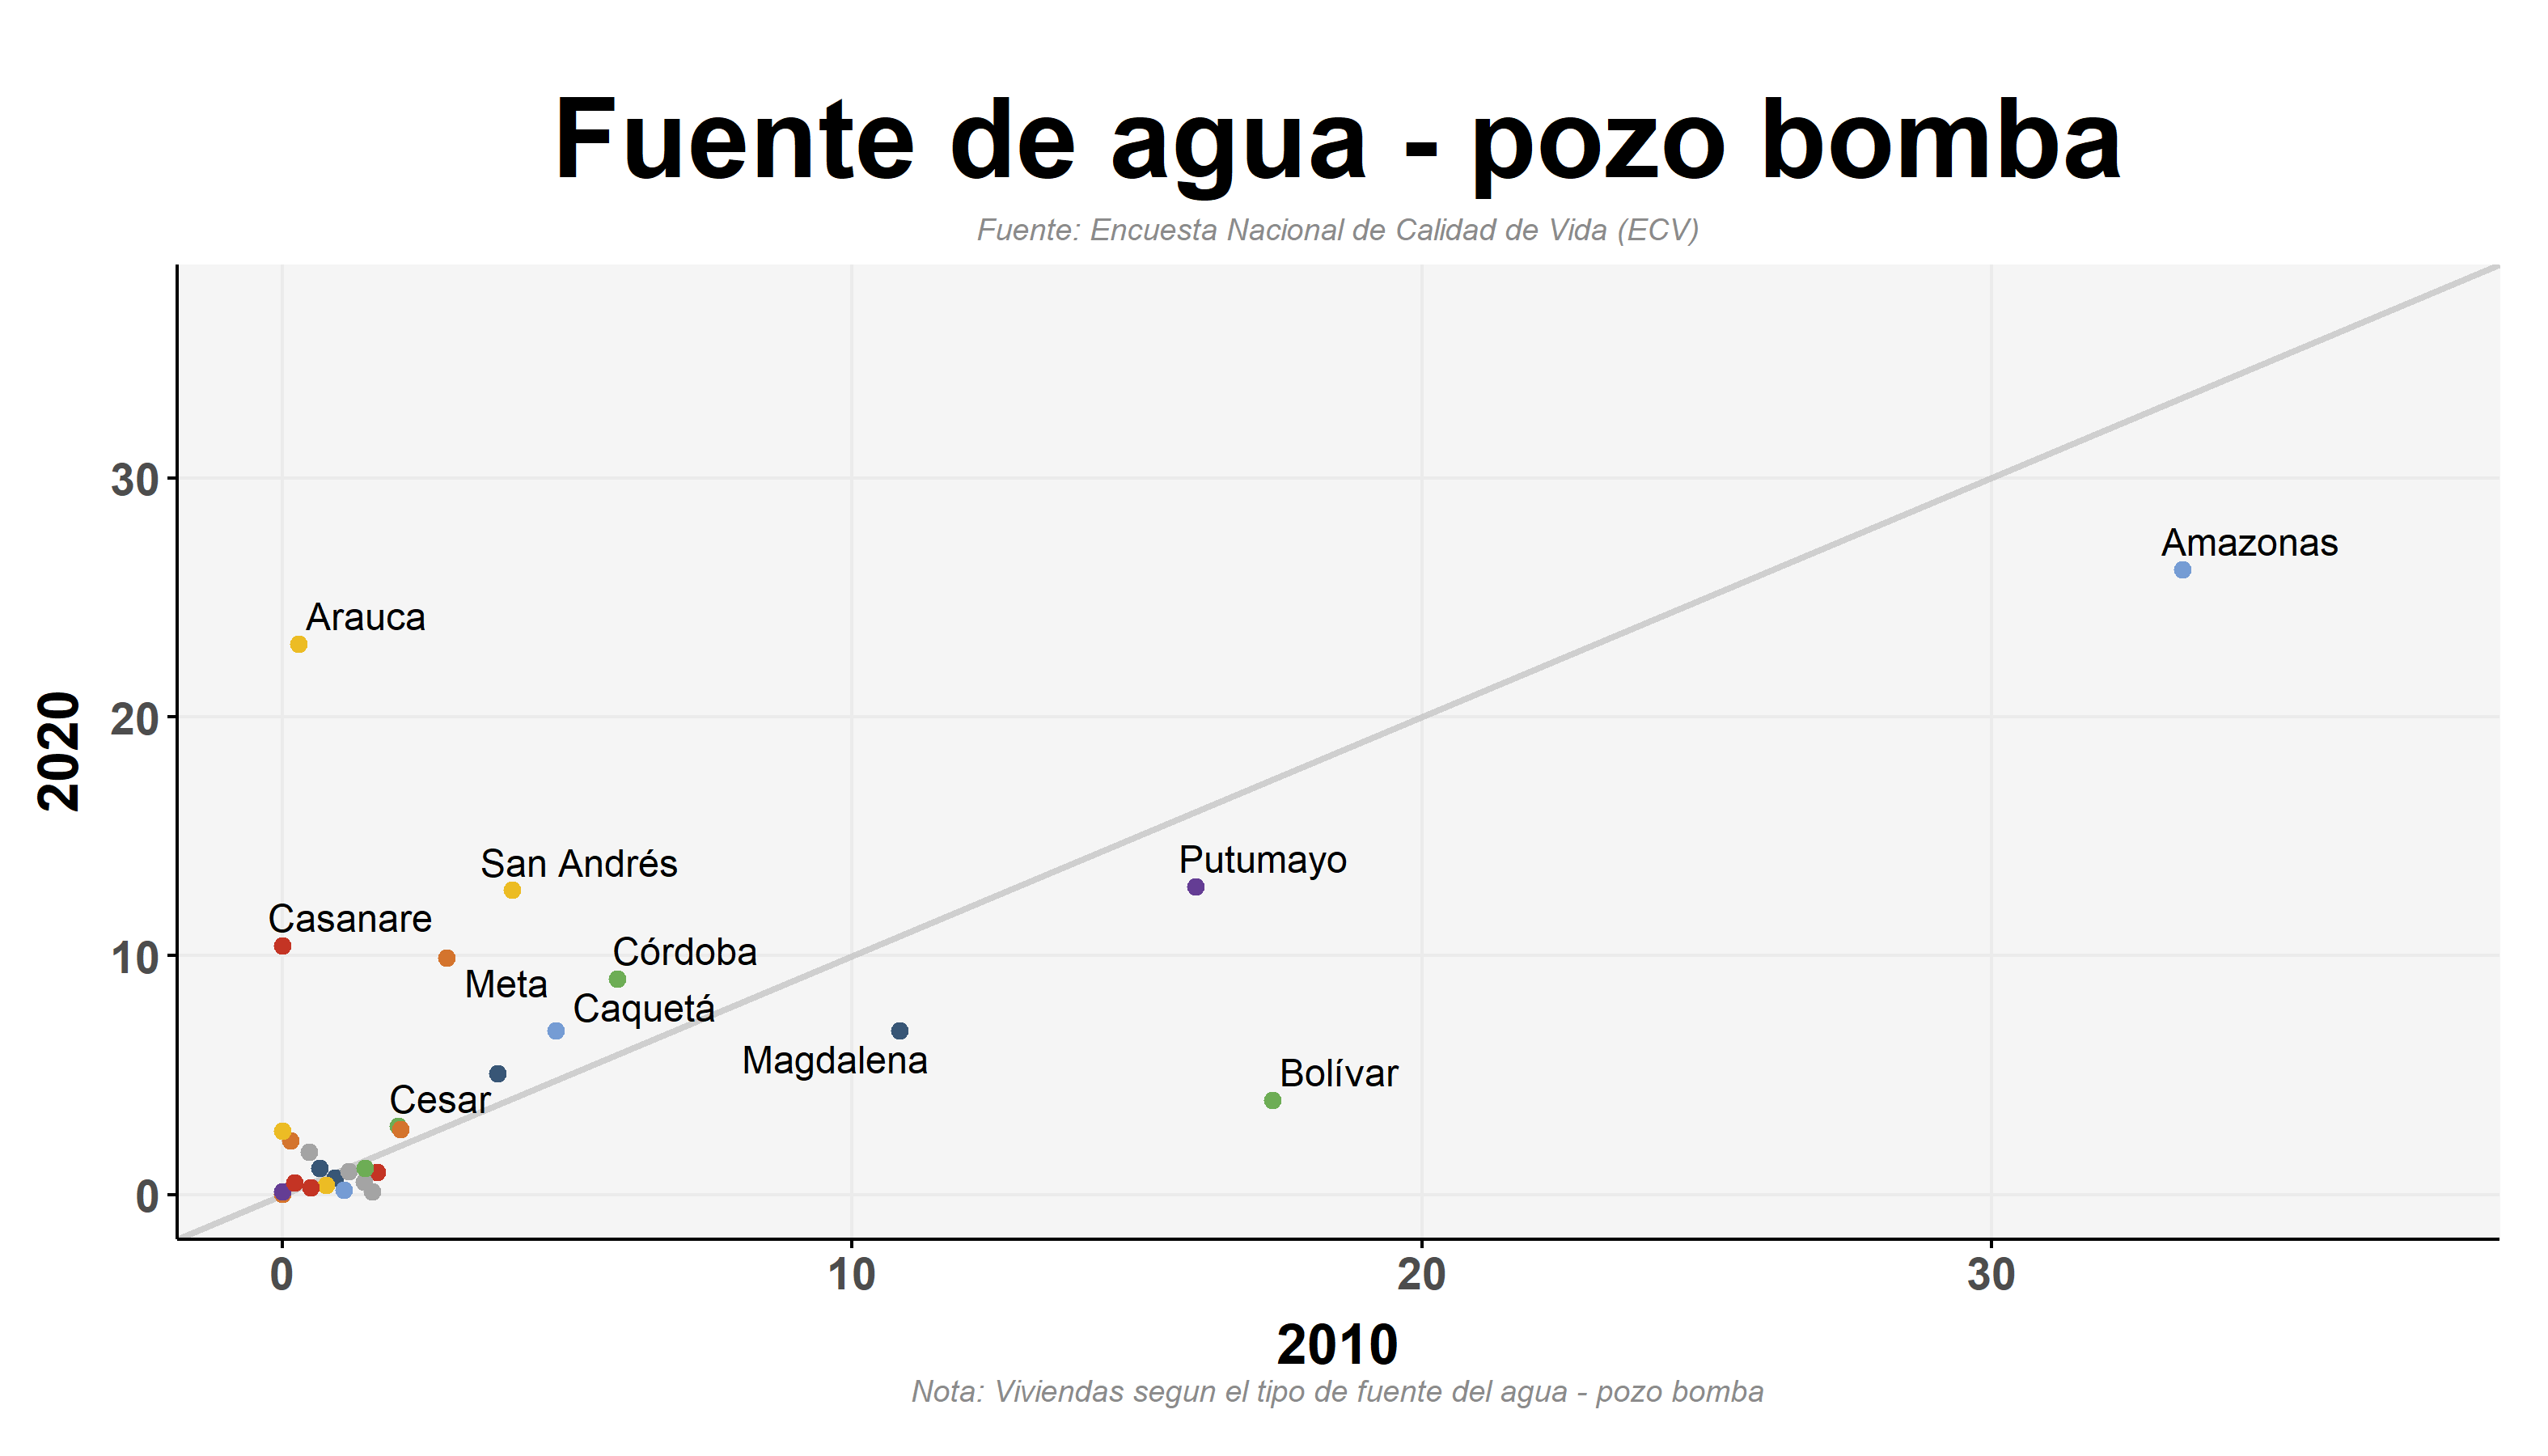 Fuente de agua - pozo bomba
Fuente: Encuesta Nacional de Calidad de Vida (ECV)
2020
30
20
10
0
Amazonas
Arauca
San Andrés
Putumayo
Casanare
Córdoba
Meta
Caquetá
Magdalena
Bolívar
Cesar
0
10
20
30
2010
Nota: Viviendas segun el tipo de fuente del agua - pozo bomba